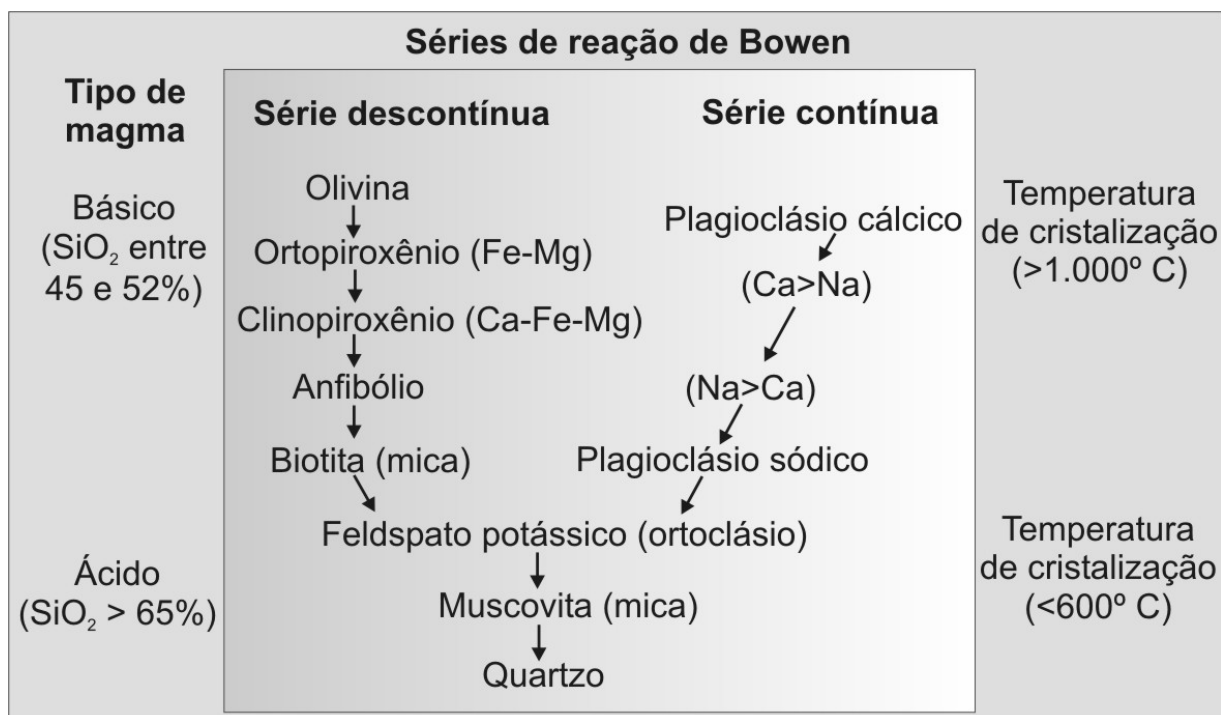 Séries de reação de Bowen
Tipo de
magma
Série descontínua
Série contínua
Básico
(SiO₂ entre
45 e 52%)
Olivina
Ortopiroxênio (Fe-Mg)
Clinopiroxênio (Ca-Fe-Mg)
Anfibólio
Biotita (mica)
Plagioclásio cálcico
(Ca>Na)
(Na>Ca)
Plagioclásio sódico
Temperatura
de cristalização
(>1.000º C)
Ácido
(SiO₂ > 65%)
Feldspato potássico (ortoclásio)
Muscovita (mica)
Quartzo
Temperatura
de cristalização
(<600º C)